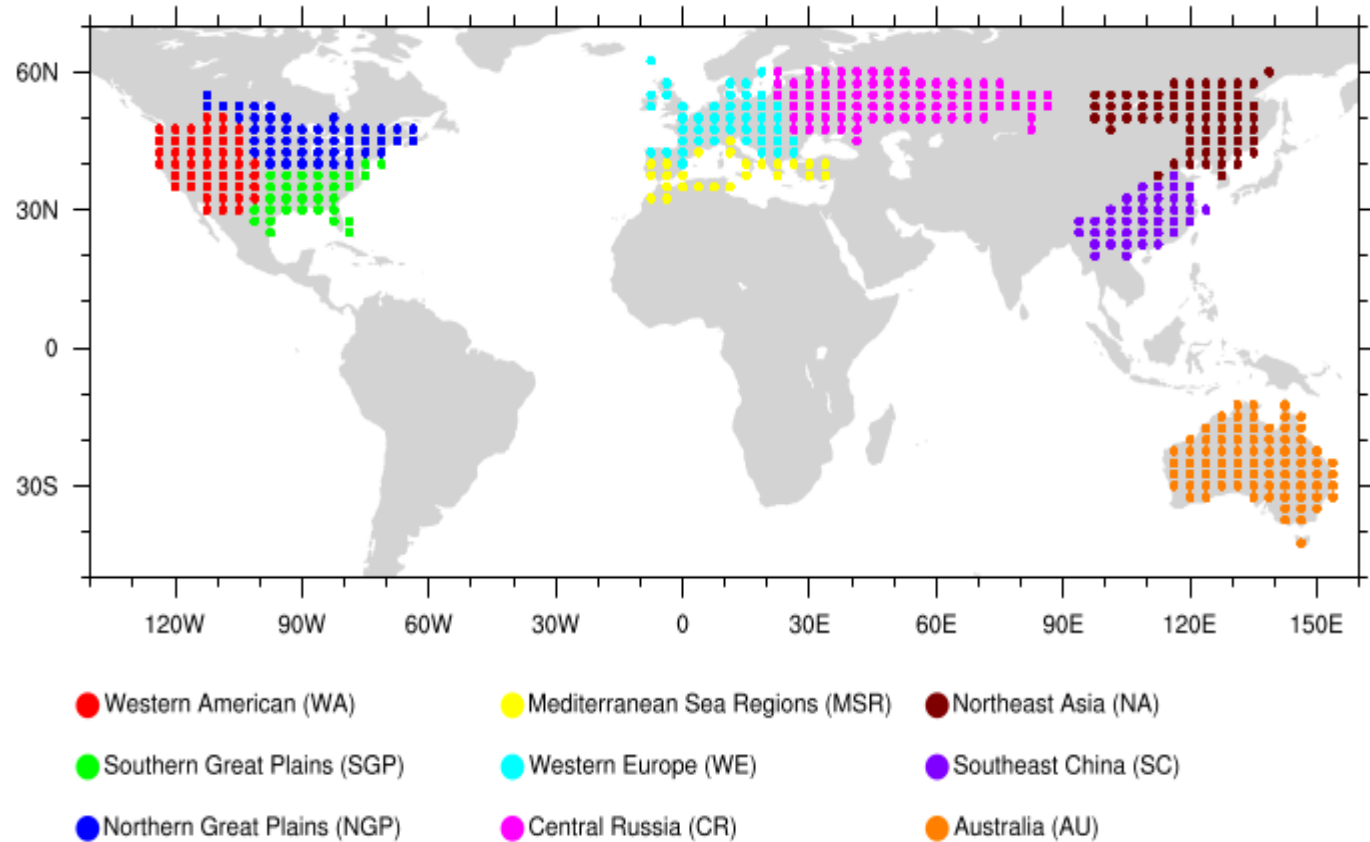 60N
30N
0
30S
120W 90W 60W 30W 0 30E 60E 90E 120E 150E
Western American (WA) Mediterranean Sea Regions (MSR) Northeast Asia (NA)
Southern Great Plains (SGP) Western Europe (WE) Southeast China (SC)
Northern Great Plains (NGP) Central Russia (CR) Australia (AU)